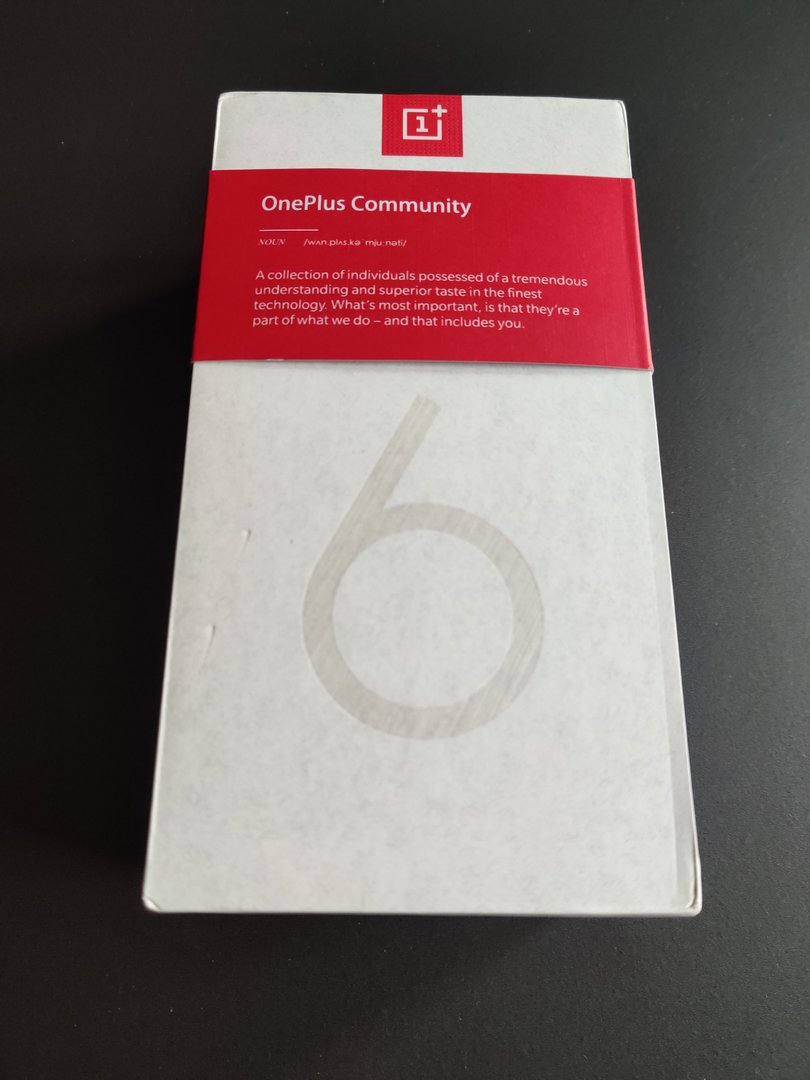 1+
OnePlus Community
NOUN /wʌn.plʌs.kə mjuːnəti/
A collection of individuals possessed of a tremendous
understanding and superior taste in the finest
technology. What's most important, is that they're a
part of what we do – and that includes you.
6